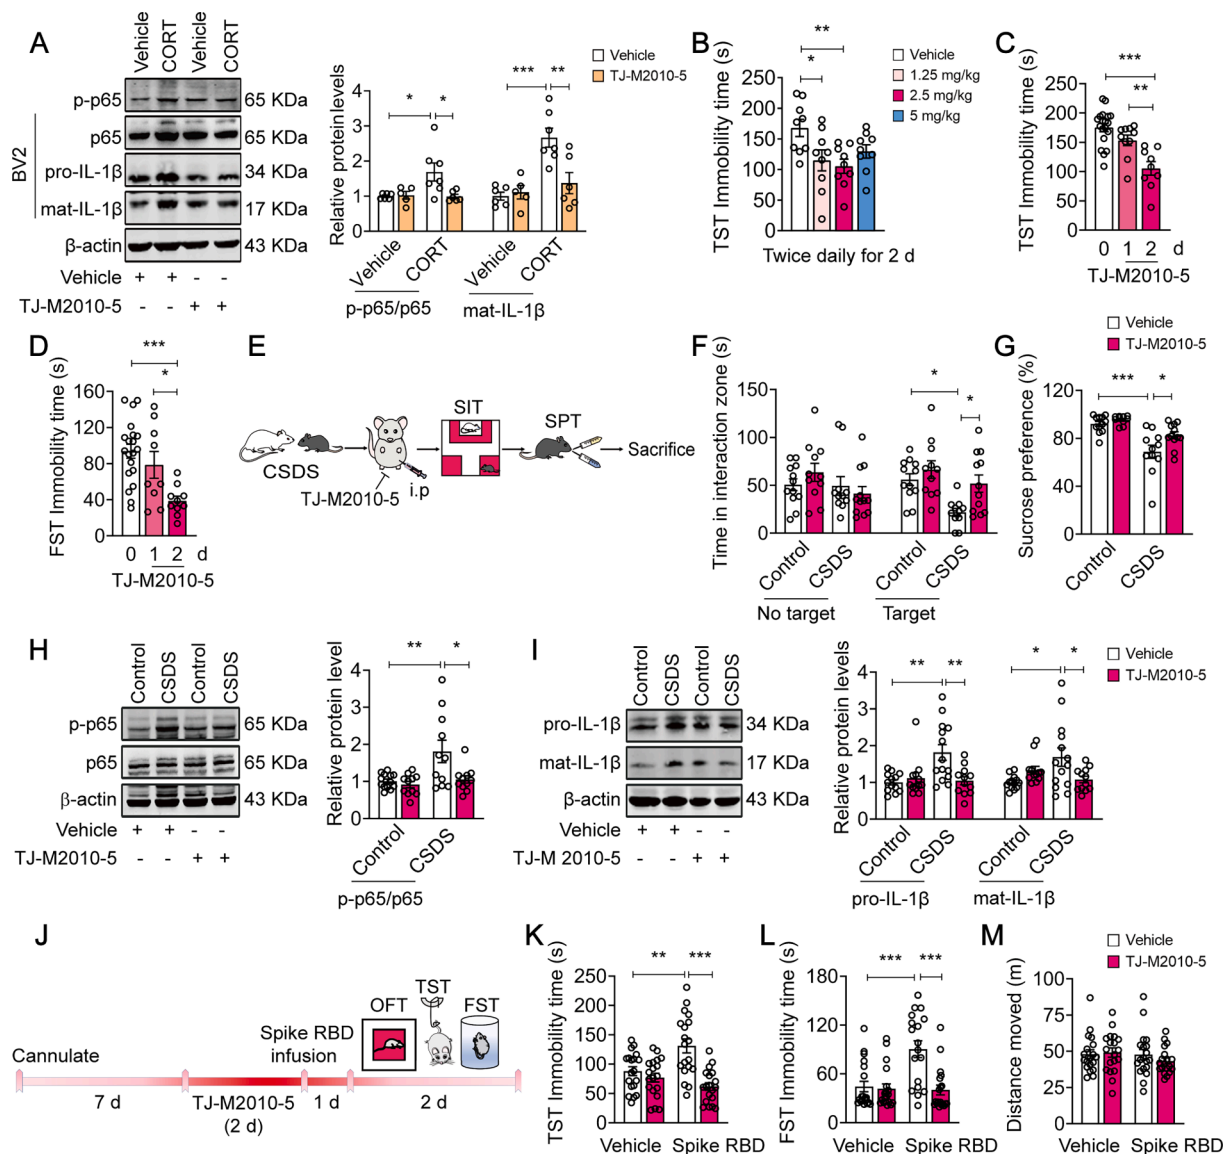 A
Vehicle
CORT
Vehicle
CORT
p-p65
65 KDa
p65
65 KDa
BV2
pro-IL-1β
34 KDa
mat-IL-1β
17 KDa
β-actin
43 KDa
Vehicle + + - -
TJ-M2010-5 - - + +
Relative protein levels
4
3
2
1
0
* * *** **
Vehicle
TJ-M2010-5
Vehicle
CORT
Vehicle
CORT
p-p65/p65
mat-IL-1β
B
TST Immobility time (s)
250
200
150
100
50
0
**
*
Vehicle
1.25 mg/kg
2.5 mg/kg
5 mg/kg
Twice daily for 2 d
C
TST Immobility time (s)
250
200
150
100
50
0
***
**
0 1 2 d
TJ-M2010-5
D
FST Immobility time (s)
160
120
80
40
0
***
*
0 1 2 d
TJ-M2010-5
E
CSDS
TJ-M2010-5
i.p
SIT
SPT
Sacrifice
F
Time in interaction zone (s)
150
100
50
0
*
*
Control
CSDS
Control
CSDS
No target
Target
Vehicle
TJ-M2010-5
G
Sucrose preference (%)
120
80
40
0
*** *
Control
CSDS
H
Control
CSDS
Control
CSDS
p-p65
65 KDa
p65
65 KDa
β-actin
43 KDa
Vehicle + + - -
TJ-M2010-5 - - + +
Relative protein level
4
3
2
1
0
** *
Control
CSDS
p-p65/p65
I
Control
CSDS
Control
CSDS
pro-IL-1β
34 KDa
mat-IL-1β
17 KDa
β-actin
43 KDa
Vehicle + + - -
TJ-M 2010-5 - - + +
Relative protein levels
4
3
2
1
0
** ** * *
Vehicle
TJ-M2010-5
Control
CSDS
Control
CSDS
pro-IL-1β
mat-IL-1β
J
Cannulate
Spike RBD
infusion
OFT
TST
FST
7 d
TJ-M2010-5
(2 d)
1 d
2 d
K
TST Immobility time (s)
250
200
150
100
50
0
** ***
Vehicle
Spike RBD
L
FST Immobility time (s)
180
120
60
0
*** ***
Vehicle
Spike RBD
M
Vehicle
TJ-M2010-5
Distance moved (m)
100
75
50
25
0
Vehicle
Spike RBD